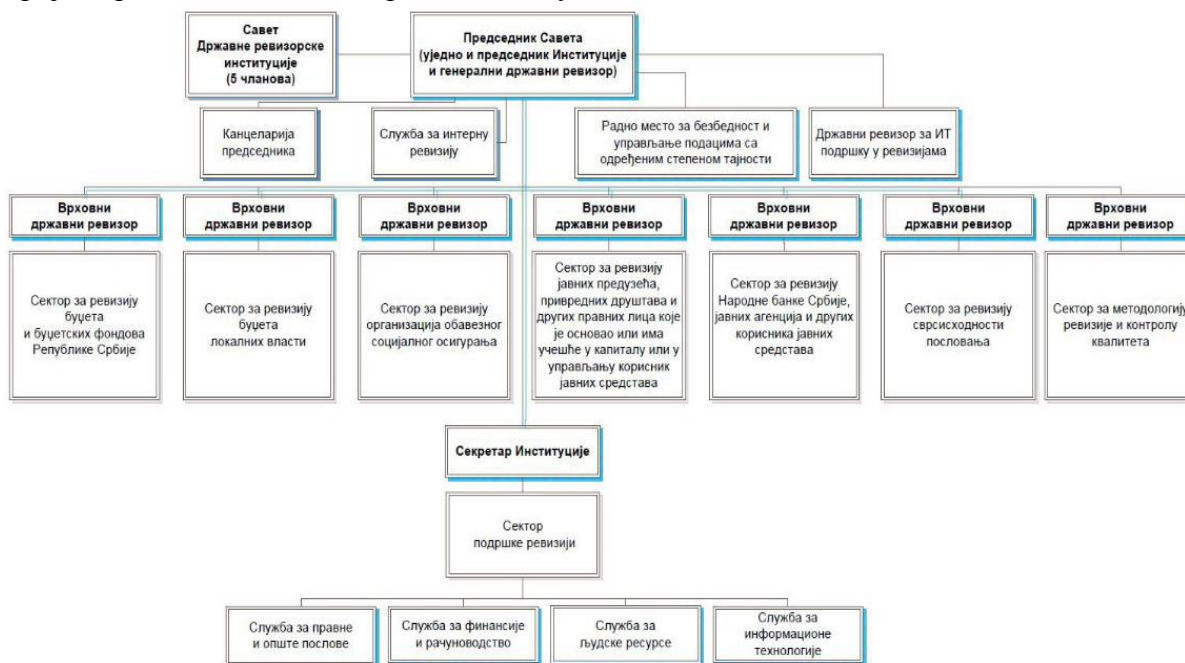 Савет
Државне ревизорске
институције
(5 чланова)
Председник Савета
(уједно и председник Институције
и генерални државни ревизор)
Канцеларија
председника
Служба за интерну
ревизију
Радно место за безбедност и
управљање подацима са
одређеним степеном тајности
Државни ревизор за ИТ
подршку у ревизијама
Врховни
државни ревизор
Врховни
државни ревизор
Врховни
државни ревизор
Врховни
државни ревизор
Врховни
државни ревизор
Врховни
државни ревизор
Врховни
државни ревизор
Сектор за ревизију
буџета
и буџетских фондова
Републике Србије
Сектор за ревизију
буџета
локалних власти
Сектор за ревизију
организација обавезног
социјалног осигурања
Сектор за ревизију
јавних предузећа,
привредних друштава и
других правних лица које
је основао или има
учешће у капиталу или у
управљању корисник
јавних средстава
Сектор за ревизију
Народне банке Србије,
јавних агенција и других
корисника јавних
средстава
Сектор за ревизију
сврсисходности
пословања
Сектор за методологију
ревизије и контролу
квалитета
Секретар Институције
Сектор
подршке ревизији
Служба за правне
и опште послове
Служба за финансије
и рачуноводство
Служба за
људске ресурсе
Служба за
информационе
технологије